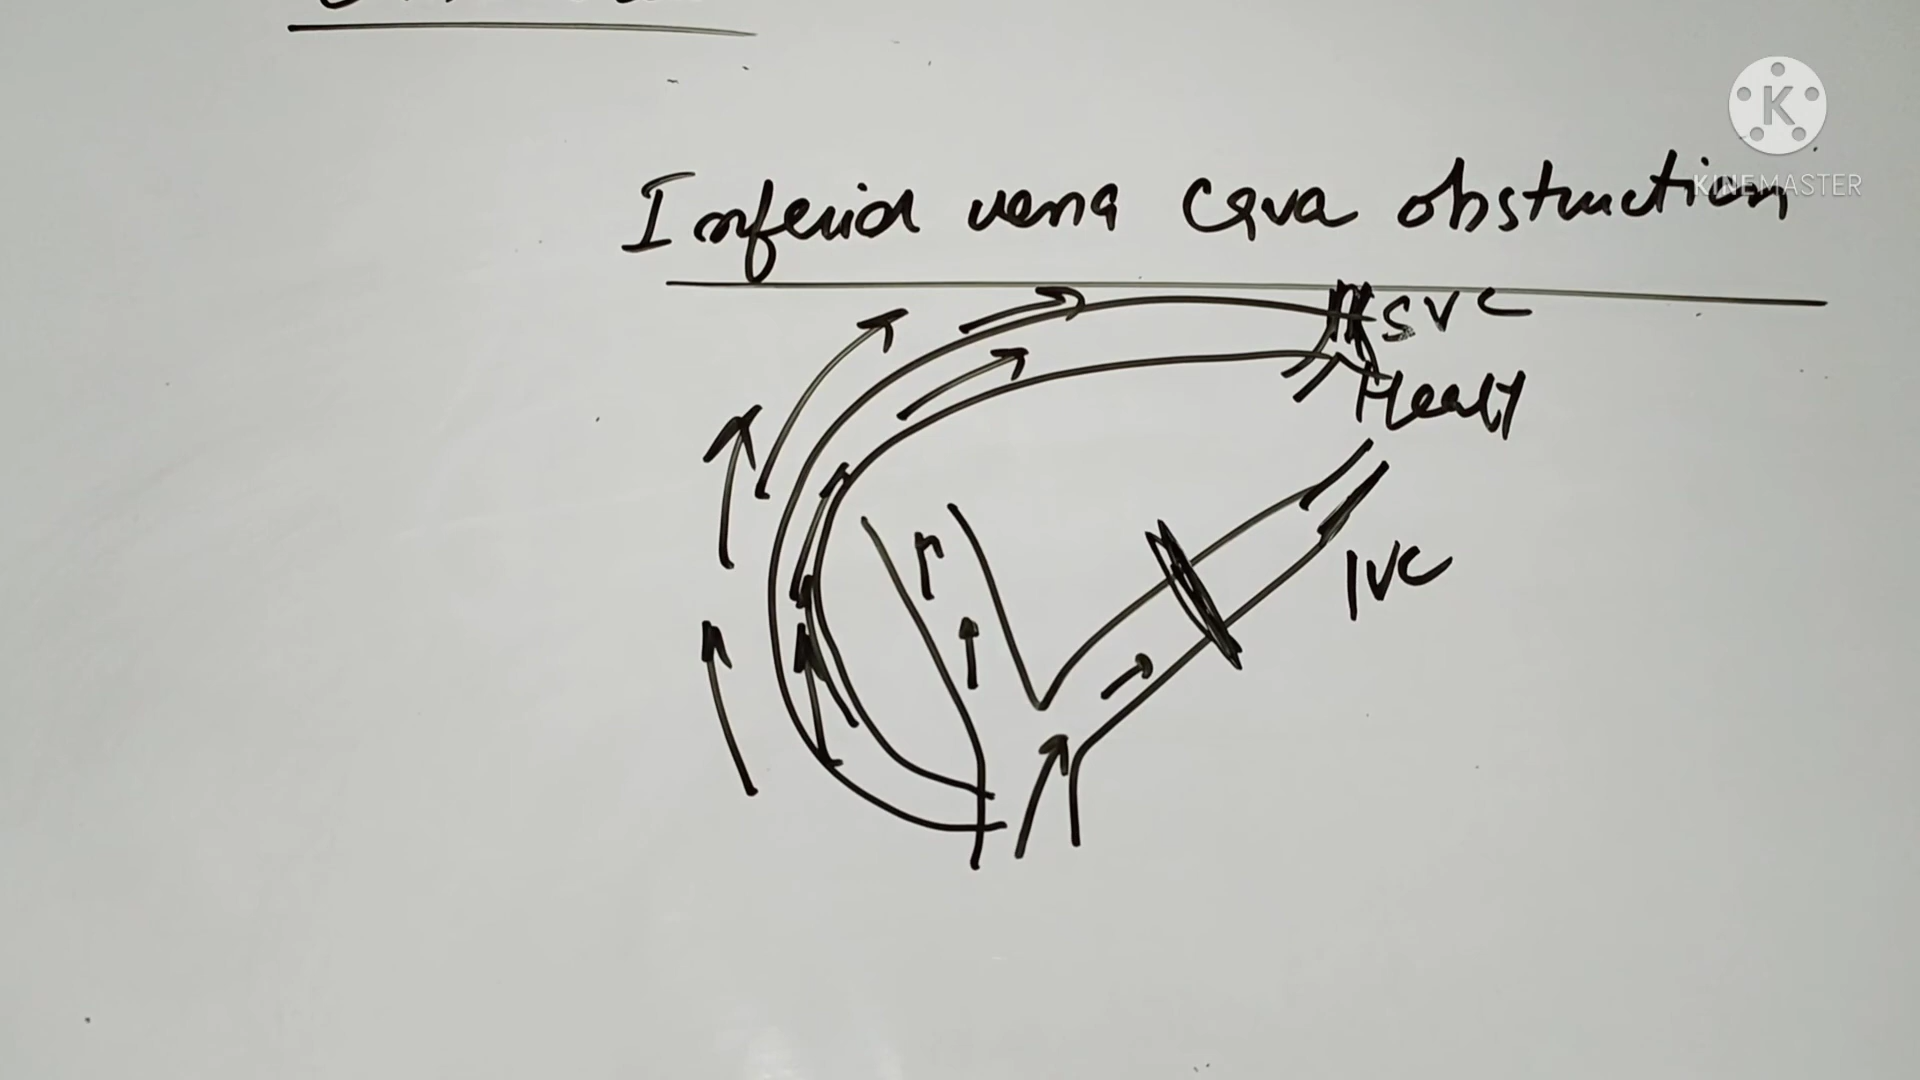 K
KINEMASTER
Inferior vena cava obstruction
SVC
Heart
IVC